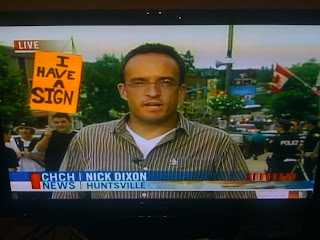 LIVE
I
HAVE
A
SIGN
POLICE
CHCH NICK DIXON
NEWS HUNTSVILLE